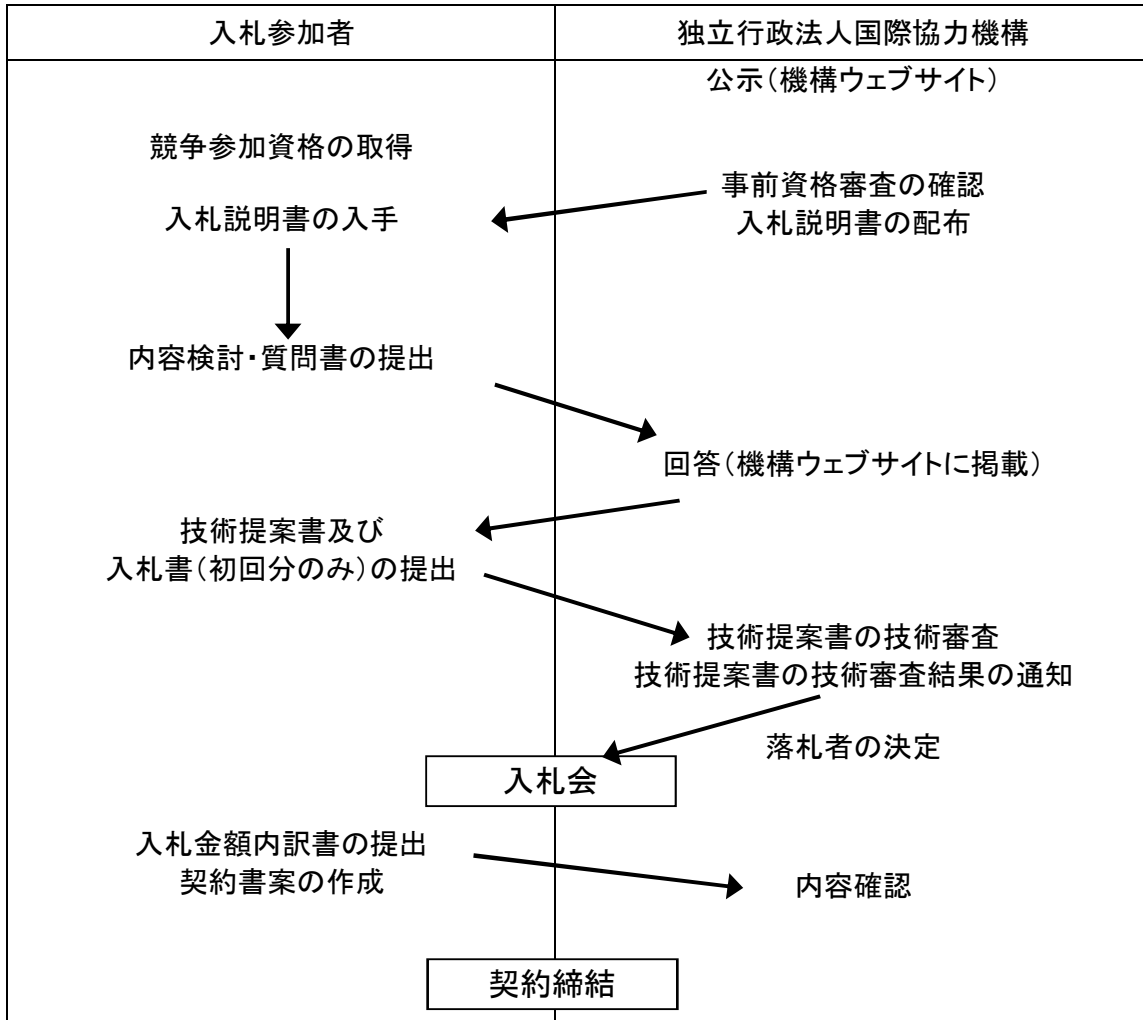 入札参加者
独立行政法人国際協力機構
公示（機構ウェブサイト）
競争参加資格の取得
事前資格審査の確認
入札説明書の入手
入札説明書の配布
内容検討・質問書の提出
回答（機構ウェブサイトに掲載）
技術提案書及び
入札書（初回分のみ）の提出
技術提案書の技術審査
技術提案書の技術審査結果の通知
落札者の決定
入札会
入札金額内訳書の提出
契約書案の作成
内容確認
契約締結